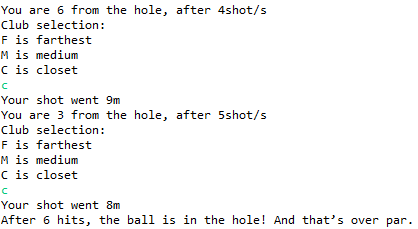 You are 6 from the hole, after 4shot/s
Club selection:
F is farthest
M is medium
C is closet
c
Your shot went 9m
You are 3 from the hole, after 5shot/s
Club selection:
F is farthest
M is medium
C is closet
c
Your shot went 8m
After 6 hits, the ball is in the hole! And that’s over par.